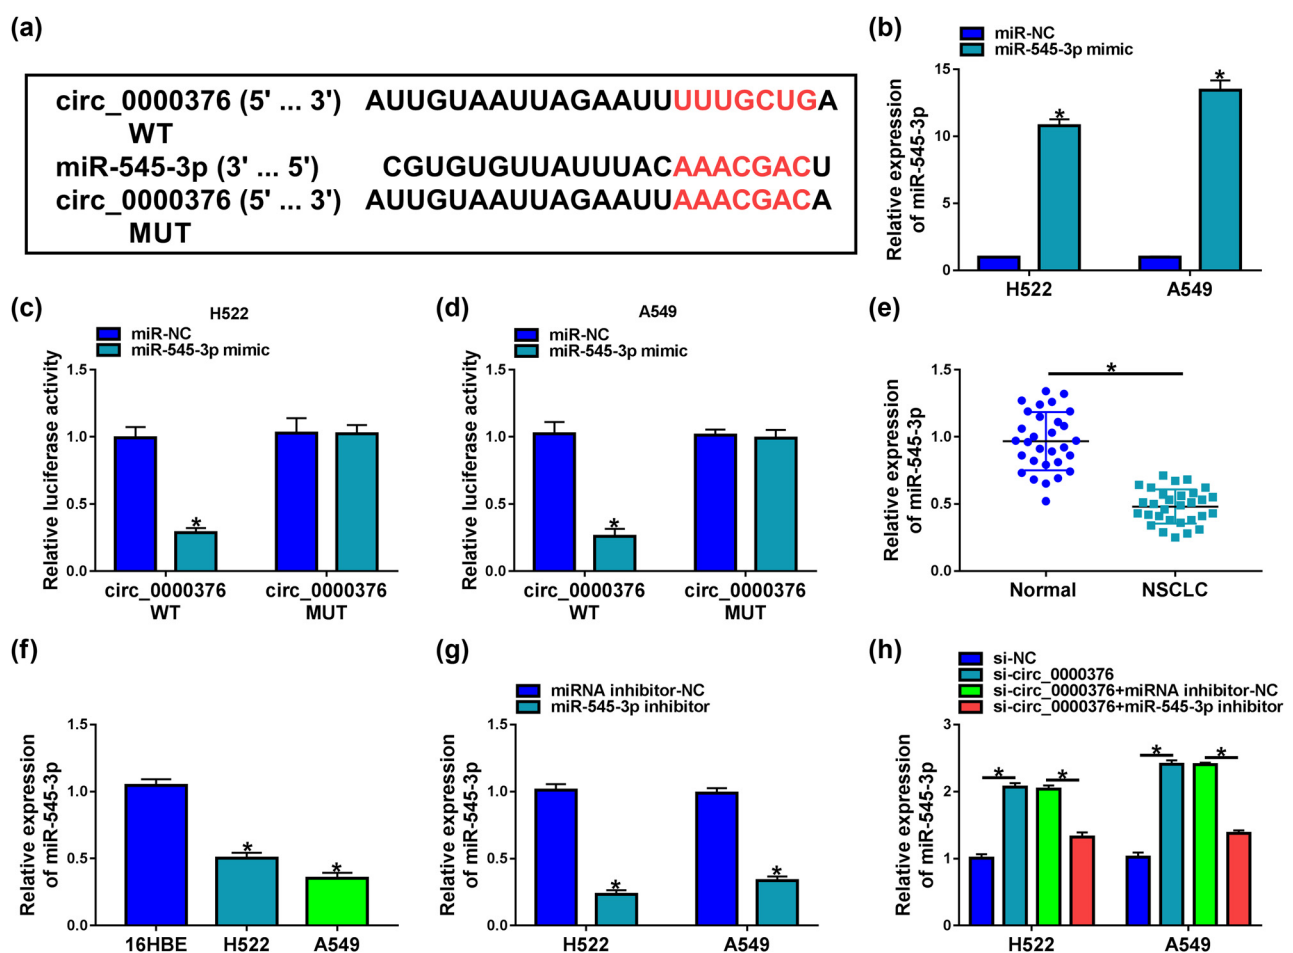 (a)
circ_0000376 (5' ... 3') AUUGUAAUUAGAAUUUUUGCUGA
WT
miR-545-3p (3' ... 5') CGUGUGUUAUUUACAAACGACU
circ_0000376 (5' ... 3') AUUGUAAUUAGAAUUAAACGACA
MUT
(b)
miR-NC
miR-545-3p mimic
Relative expression
of miR-545-3p
15
10
5
0
*
*
H522
A549
(c)
H522
miR-NC
miR-545-3p mimic
Relative luciferase activity
1.5
1.0
0.5
0.0
*
circ_0000376
WT
circ_0000376
MUT
(d)
A549
miR-NC
miR-545-3p mimic
Relative luciferase activity
1.5
1.0
0.5
0.0
*
circ_0000376
WT
circ_0000376
MUT
(e)
Relative expression
of miR-545-3p
1.5
1.0
0.5
0.0
*
Normal
NSCLC
(f)
Relative expression
of miR-545-3p
1.5
1.0
0.5
0.0
*
*
16HBE
H522
A549
(g)
miRNA inhibitor-NC
miR-545-3p inhibitor
Relative expression
of miR-545-3p
1.5
1.0
0.5
0.0
*
*
H522
A549
(h)
si-NC
si-circ_0000376
si-circ_0000376+miRNA inhibitor-NC
si-circ_0000376+miR-545-3p inhibitor
Relative expression
of miR-545-3p
3
2
1
0
*
*
*
*
H522
A549